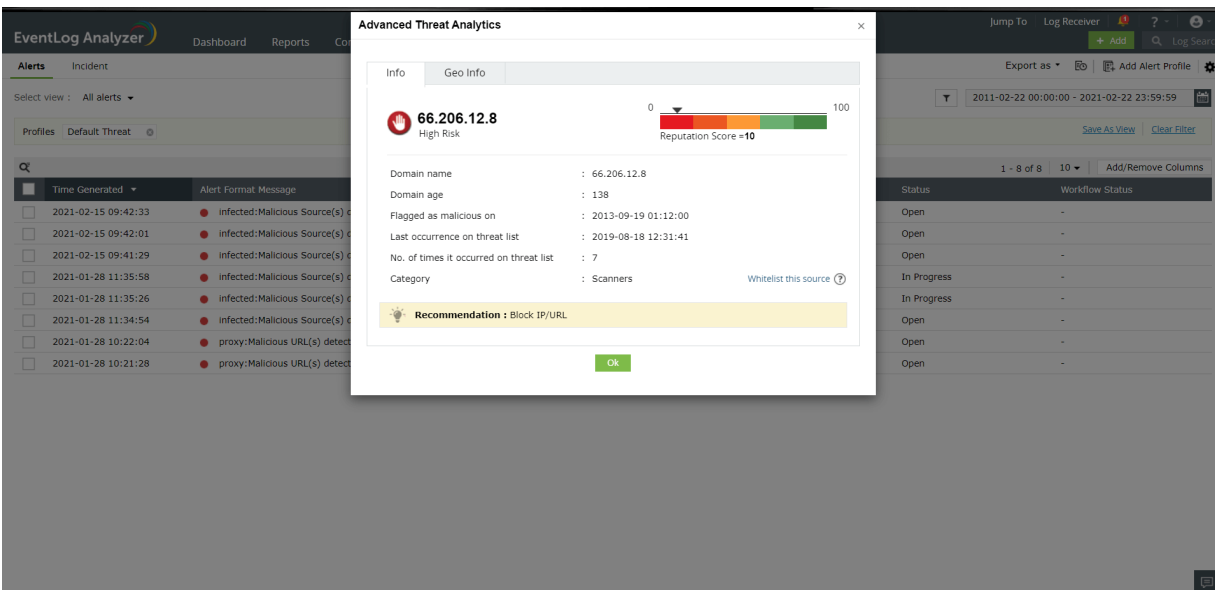 EventLog Analyzer
Dashboard Reports
Jump To Log Receiver ?
+ Add Log Search
Alerts Incident
Export as Add Alert Profile
Select view : All alerts
2011-02-22 00:00:00 - 2021-02-22 23:59:59
Profiles Default Threat
Save As View Clear Filter
1 - 8 of 8 10 Add/Remove Columns
Time Generated Alert Format Message Status Workflow Status
2021-02-15 09:42:33 infected:Malicious Source(s) Open -
2021-02-15 09:42:01 infected:Malicious Source(s) Open -
2021-02-15 09:41:29 infected:Malicious Source(s) Open -
2021-01-28 11:35:58 infected:Malicious Source(s) In Progress -
2021-01-28 11:35:26 infected:Malicious Source(s) In Progress -
2021-01-28 11:34:54 infected:Malicious Source(s) Open -
2021-01-28 10:22:04 proxy:Malicious URL(s) detect Open -
2021-01-28 10:21:28 proxy:Malicious URL(s) detect Open -
Advanced Threat Analytics ×
Info Geo Info
66.206.12.8
High Risk
0 100
Reputation Score =10
Domain name : 66.206.12.8
Domain age : 138
Flagged as malicious on : 2013-09-19 01:12:00
Last occurrence on threat list : 2019-08-18 12:31:41
No. of times it occurred on threat list : 7
Category : Scanners Whitelist this source ?
Recommendation : Block IP/URL
Ok